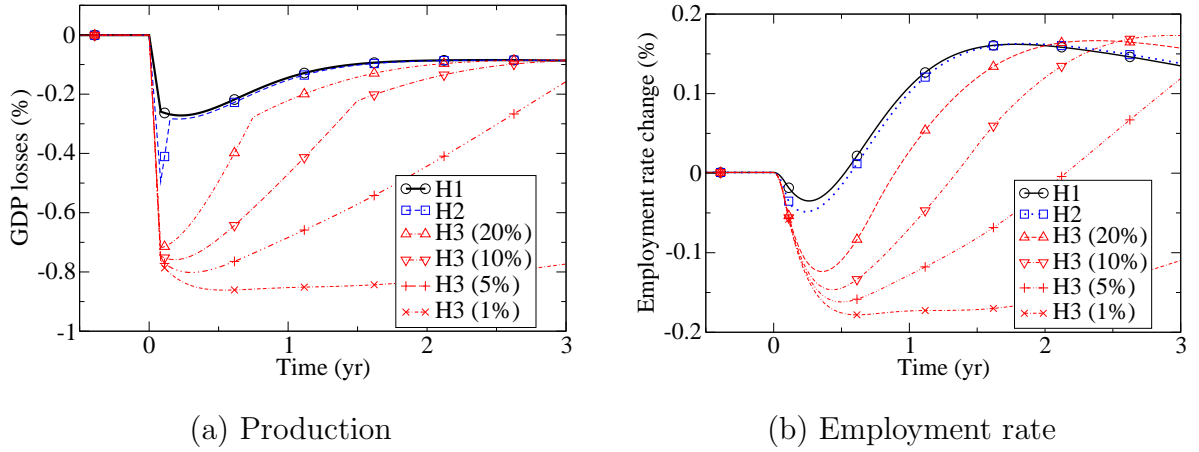 0
-0.2
-0.4
-0.6
-0.8
-1
GDP losses (%)
0
1
2
3
Time (yr)
H1
H2
H3 (20%)
H3 (10%)
H3 (5%)
H3 (1%)
(a) Production
0.2
0.1
0
-0.1
-0.2
Employment rate change (%)
0
1
2
3
Time (yr)
H1
H2
H3 (20%)
H3 (10%)
H3 (5%)
H3 (1%)
(b) Employment rate